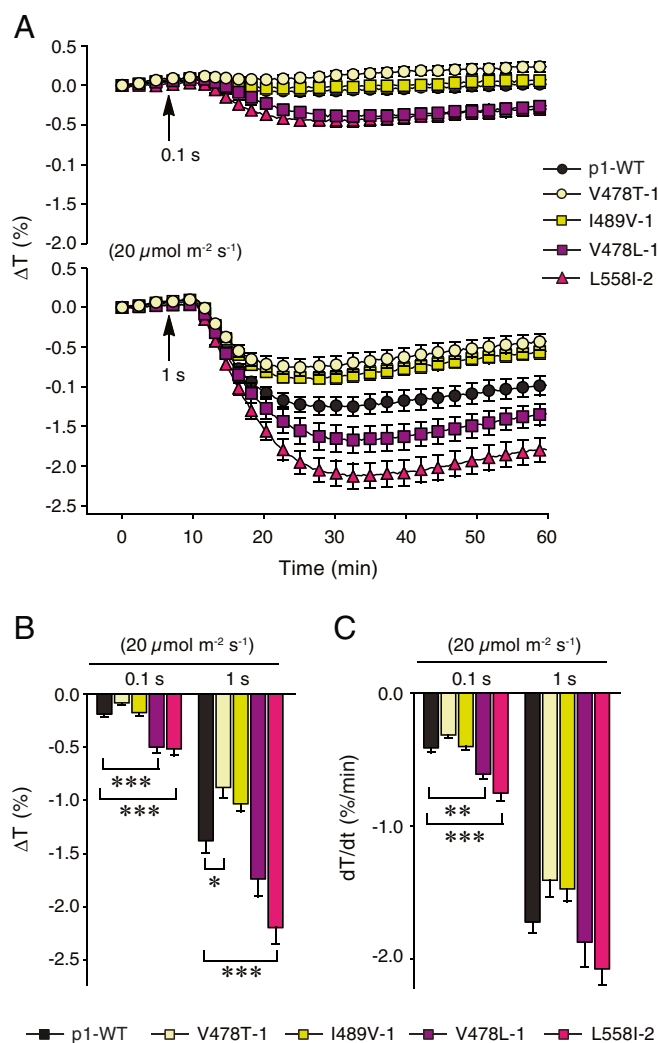 A
0.5
0.0
-0.5
-1.0
-1.5
-2.0
ΔT (%)
0.1 s
p1-WT
V478T-1
I489V-1
V478L-1
L558I-2
(20 µmol m-2 s-1)
0.5
0.0
-0.5
-1.0
-1.5
-2.0
-2.5
ΔT (%)
1 s
0 10 20 30 40 50 60
Time (min)
B
(20 µmol m-2 s-1)
0.1 s 1 s
0.0
-0.5
-1.0
-1.5
-2.0
-2.5
ΔT (%)
***
***
*
***
C
(20 µmol m-2 s-1)
0.1 s 1 s
0.0
-1.0
-2.0
dT/dt (%/min)
**
***
p1-WT V478T-1 I489V-1 V478L-1 L558I-2